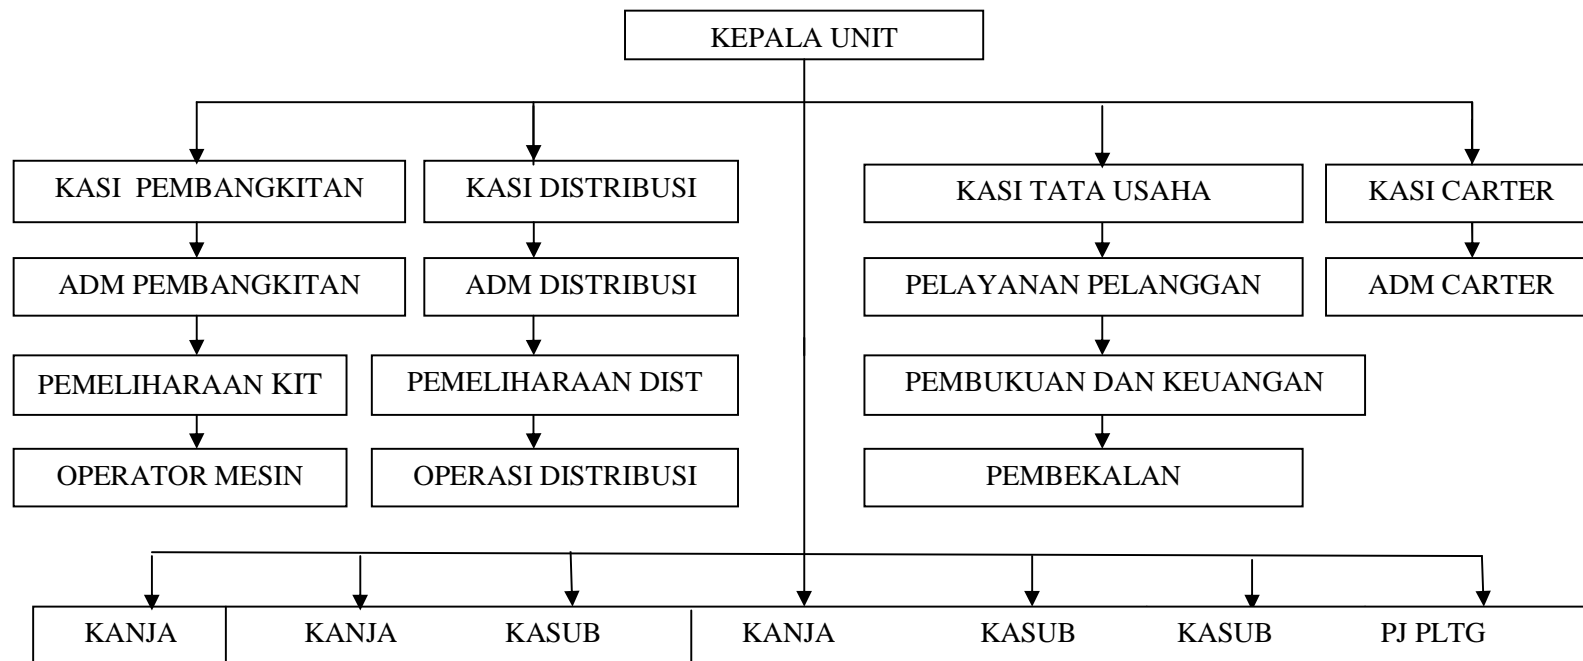 KEPALA UNIT
KASI PEMBANGKITAN
KASI DISTRIBUSI
KASI TATA USAHA
KASI CARTER
ADM PEMBANGKITAN
ADM DISTRIBUSI
PELAYANAN PELANGGAN
ADM CARTER
PEMELIHARAAN KIT
PEMELIHARAAN DIST
PEMBUKUAN DAN KEUANGAN
OPERATOR MESIN
OPERASI DISTRIBUSI
PEMBEKALAN
KANJA
KANJA
KASUB
KANJA
KASUB
KASUB
PJ PLTG